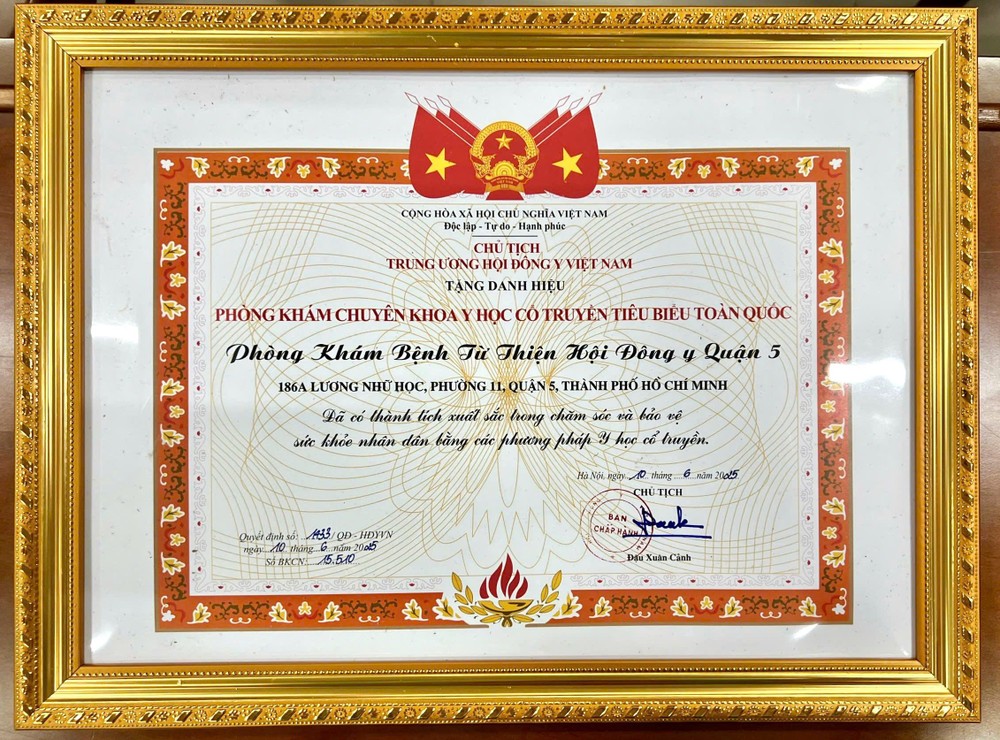 CỘNG HÒA XÃ HỘI CHỦ NGHĨA VIỆT NAM
Độc lập - Tự do - Hạnh phúc
CHỦ TỊCH
TRUNG ƯƠNG HỘI ĐÔNG Y VIỆT NAM
TẶNG DANH HIỆU
PHÒNG KHÁM CHUYÊN KHOA Y HỌC CỔ TRUYỀN TIÊU BIỂU TOÀN QUỐC
Phòng Khám Bệnh Từ Thiện Hội Đông y Quận 5
186A LƯƠNG NHỮ HỌC, PHƯỜNG 11, QUẬN 5, THÀNH PHỐ HỒ CHÍ MINH
Đã có thành tích xuất sắc trong chăm sóc và bảo vệ
sức khỏe nhân dân bằng các phương pháp Y học cổ truyền.
Hà Nội, ngày 10 tháng 6 năm 2025
CHỦ TỊCH
BAN
CHẤP HÀNH
Đậu Xuân Cảnh
Quyết định số: 1433/ QĐ - HĐYVN
ngày 10 tháng 6 năm 2025
Số BKCN: 15.510